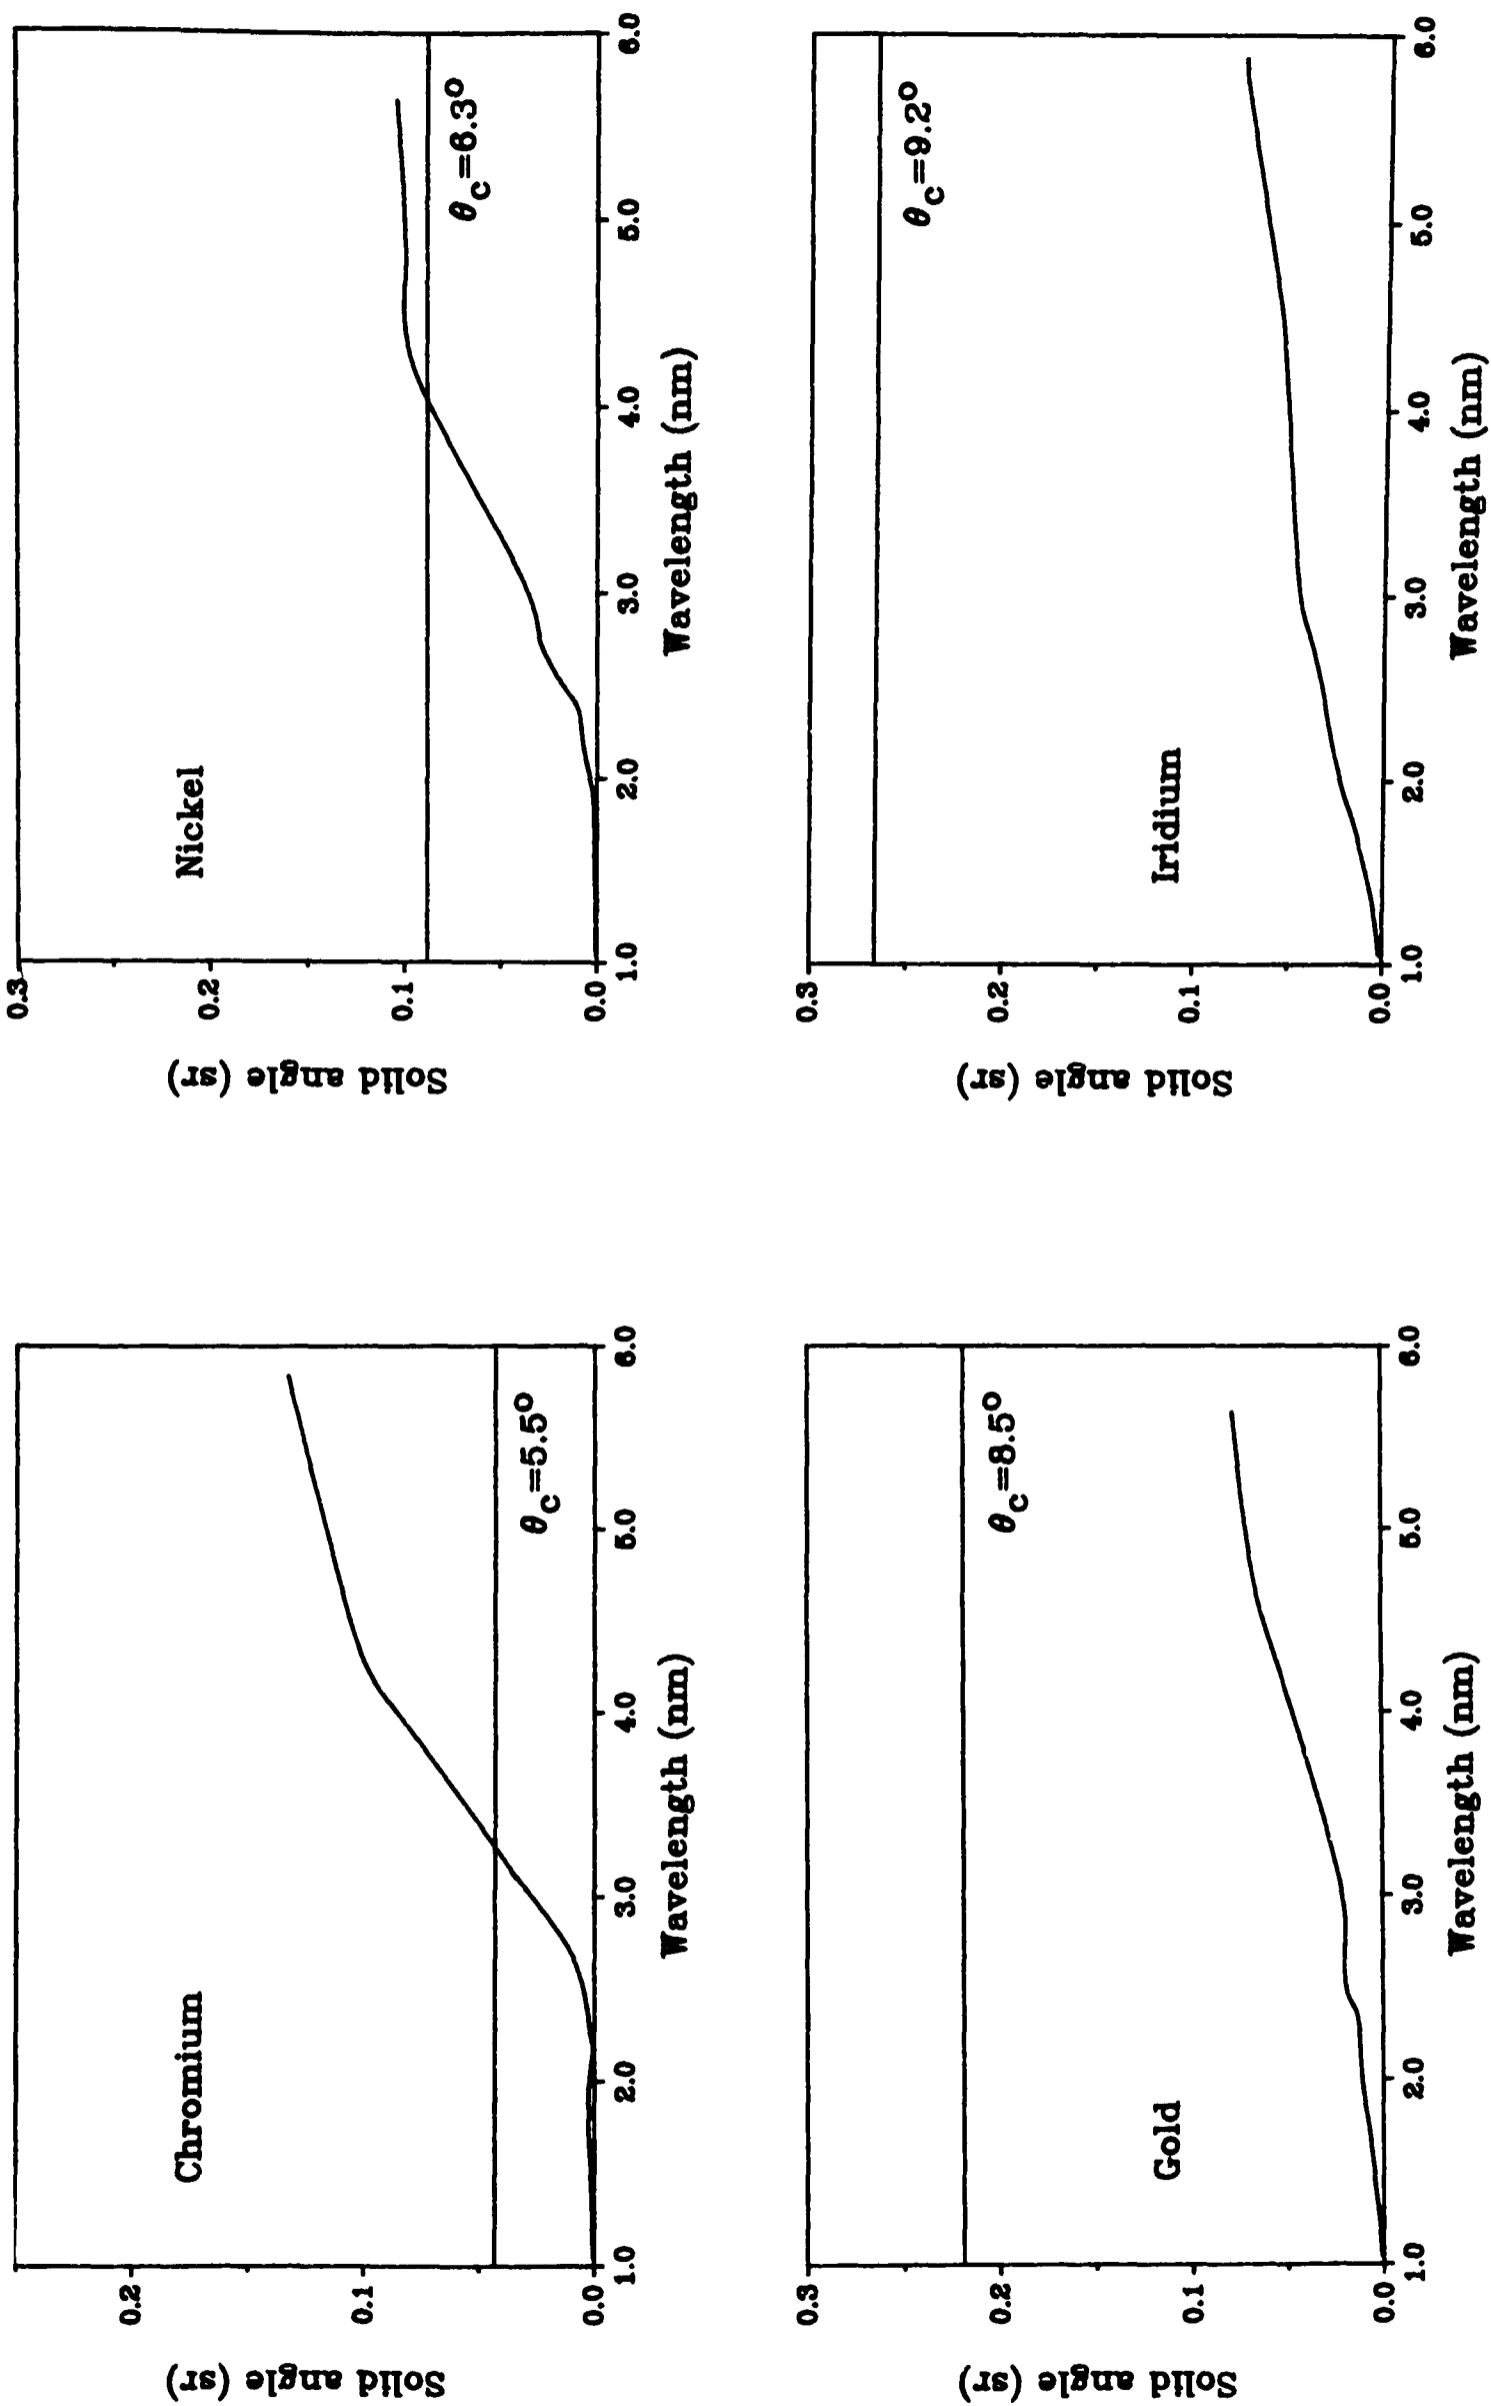 Solid angle (sr)
0.2
0.1
0.0
Chromium
θc=5.5°
1.0 2.0 3.0 4.0 5.0 6.0
Wavelength (nm)
Solid angle (sr)
0.3
0.2
0.1
0.0
Nickel
θc=6.3°
1.0 2.0 3.0 4.0 5.0 6.0
Wavelength (nm)
Solid angle (sr)
0.3
0.2
0.1
0.0
Gold
θc=8.5°
1.0 2.0 3.0 4.0 5.0 6.0
Wavelength (nm)
Solid angle (sr)
0.3
0.2
0.1
0.0
Iridium
θc=9.2°
1.0 2.0 3.0 4.0 5.0 6.0
Wavelength (nm)